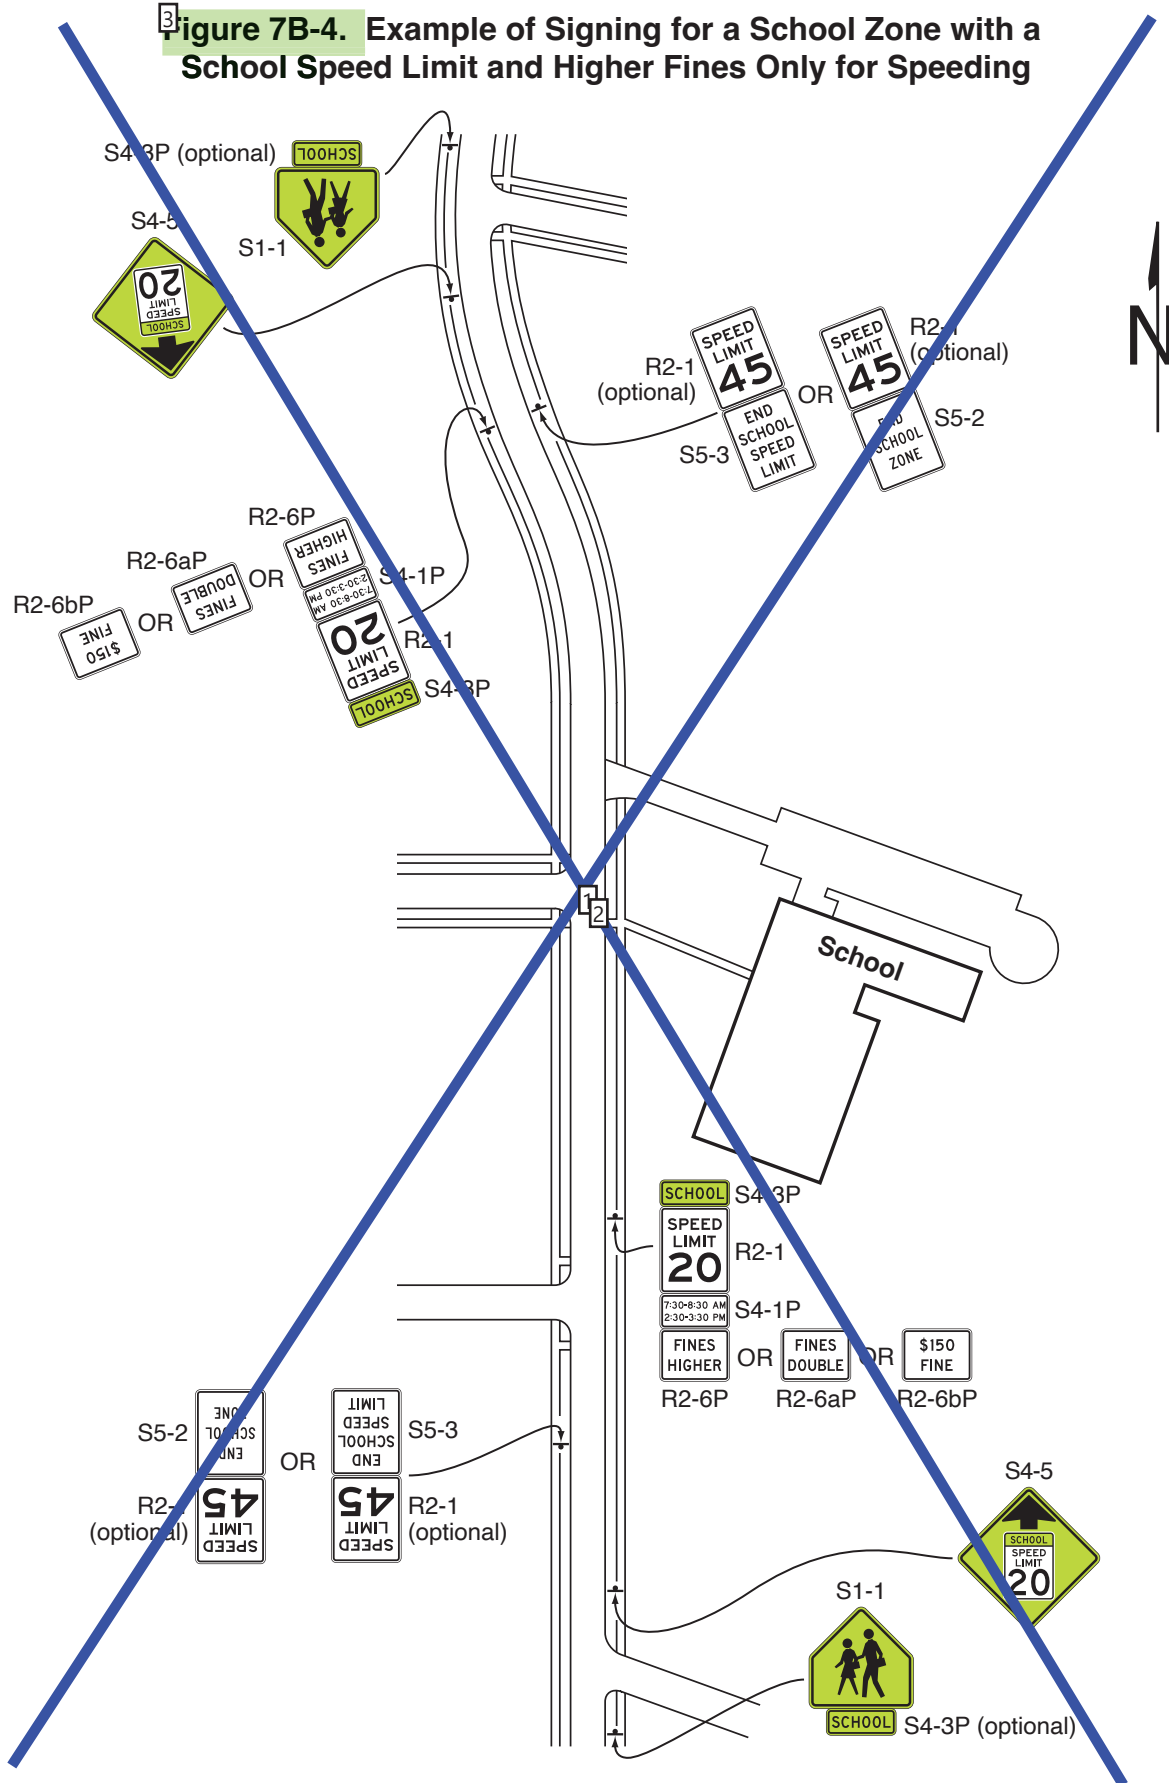 3
Figure 7B-4. Example of Signing for a School Zone with a
School Speed Limit and Higher Fines Only for Speeding
S4-3P (optional)
SCHOOL
S1-1
S4-5
SCHOOL
SPEED
LIMIT
20
N
R2-1
(optional)
SPEED
LIMIT
45
S5-3
END
SCHOOL
SPEED
LIMIT
OR
SPEED
LIMIT
45
R2-1
(optional)
END
SCHOOL
ZONE
S5-2
R2-6P
FINES
HIGHER
OR
R2-6aP
FINES
DOUBLE
OR
R2-6bP
$150
FINE
S4-1P
7:30-8:30 AM
2:30-3:30 PM
R2-1
SPEED
LIMIT
20
S4-3P
SCHOOL
1
2
School
SCHOOL
S4-3P
SPEED
LIMIT
20
R2-1
7:30-8:30 AM
2:30-3:30 PM
S4-1P
FINES
HIGHER
OR
FINES
DOUBLE
OR
$150
FINE
R2-6P
R2-6aP
R2-6bP
S5-2
END
SCHOOL
ZONE
OR
END
SCHOOL
SPEED
LIMIT
S5-3
R2-1
(optional)
SPEED
LIMIT
45
SPEED
LIMIT
45
R2-1
(optional)
S4-5
SCHOOL
SPEED
LIMIT
20
S1-1
SCHOOL
S4-3P (optional)